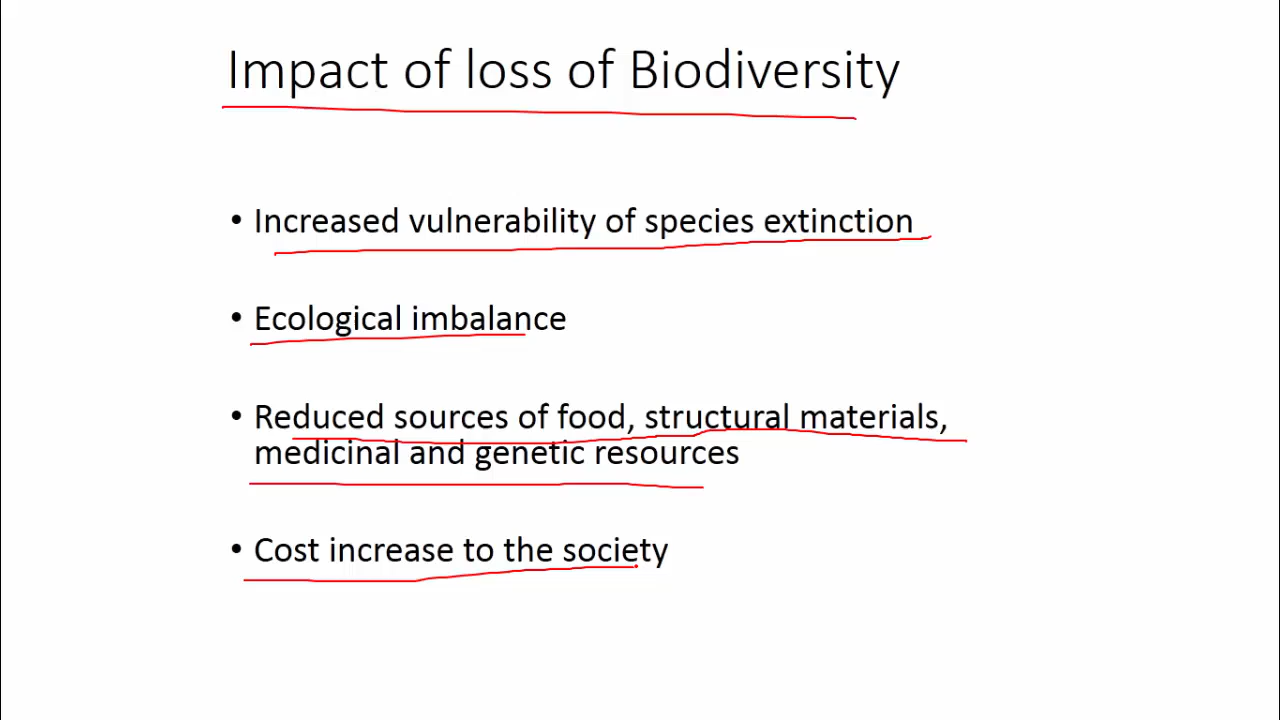 Impact of loss of Biodiversity
• Increased vulnerability of species extinction
• Ecological imbalance
• Reduced sources of food, structural materials,
medicinal and genetic resources
• Cost increase to the society